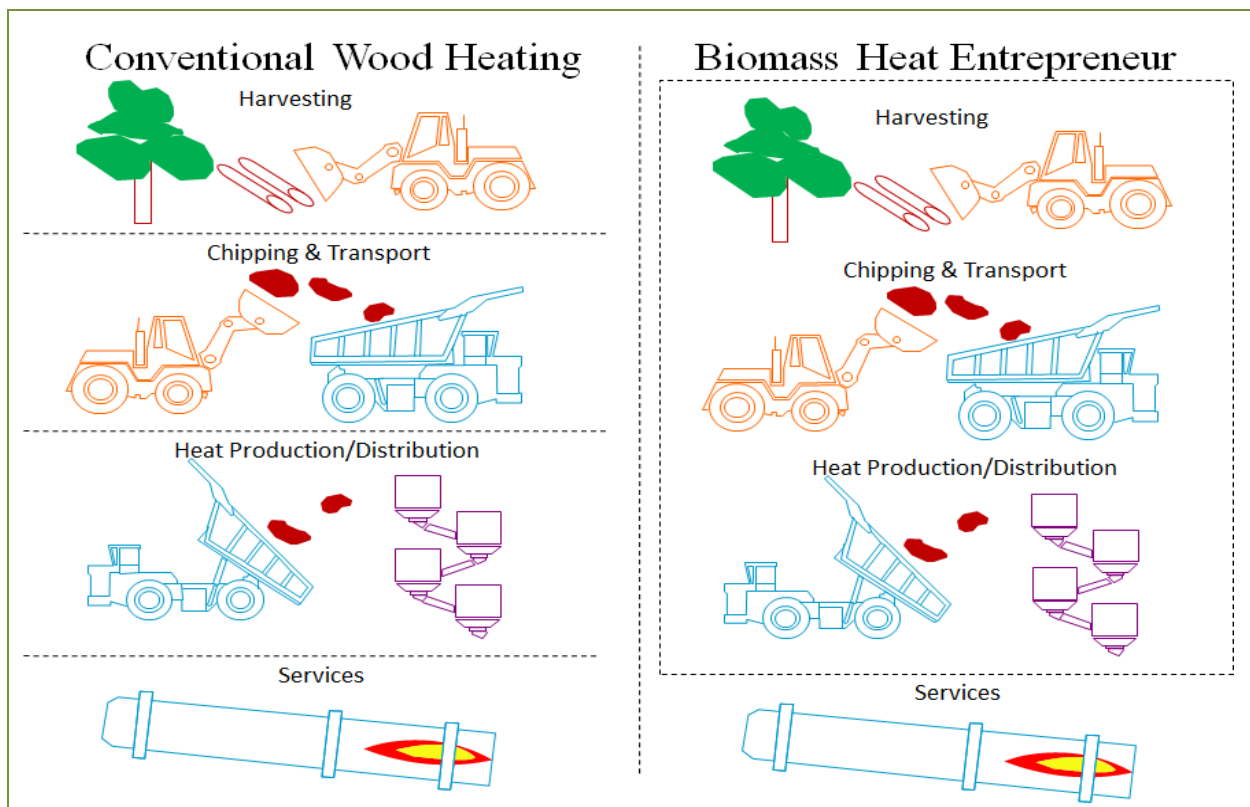 Conventional Wood Heating
Harvesting
Chipping & Transport
Heat Production/Distribution
Services
Biomass Heat Entrepreneur
Harvesting
Chipping & Transport
Heat Production/Distribution
Services